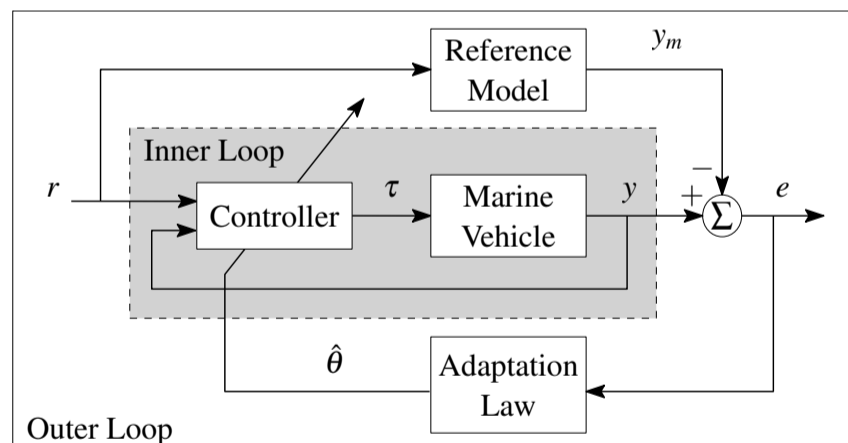 Reference
Model
y_m
Inner Loop
r
Controller
τ
Marine
Vehicle
y
−
+
Σ
e
θ̂
Adaptation
Law
Outer Loop